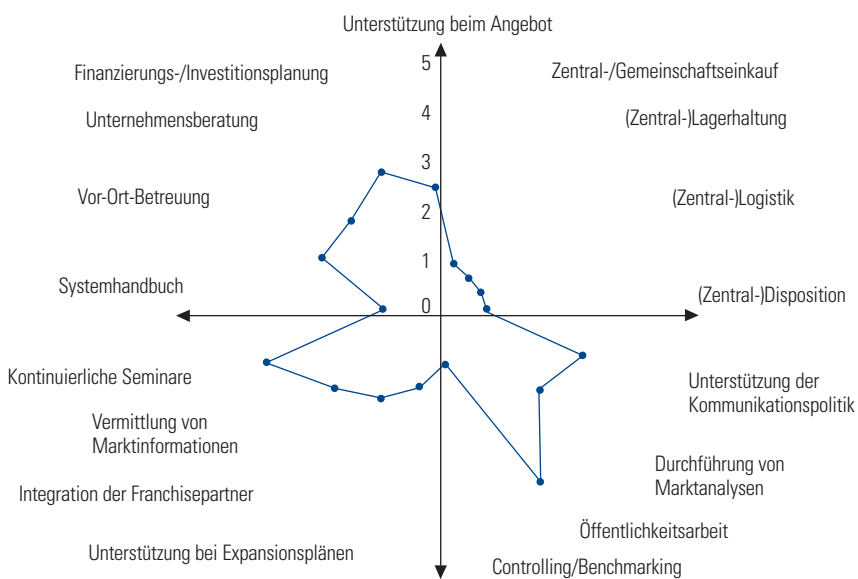 Unterstützung beim Angebot
5
Finanzierungs-/Investitionsplanung
Zentral-/Gemeinschaftseinkauf
4
Unternehmensberatung
(Zentral-)Lagerhaltung
3
Vor-Ort-Betreuung
(Zentral-)Logistik
2
1
Systemhandbuch
(Zentral-)Disposition
0
Kontinuierliche Seminare
Unterstützung der
Kommunikationspolitik
Vermittlung von
Marktinformationen
Durchführung von
Marktanalysen
Integration der Franchisepartner
Öffentlichkeitsarbeit
Unterstützung bei Expansionsplänen
Controlling/Benchmarking